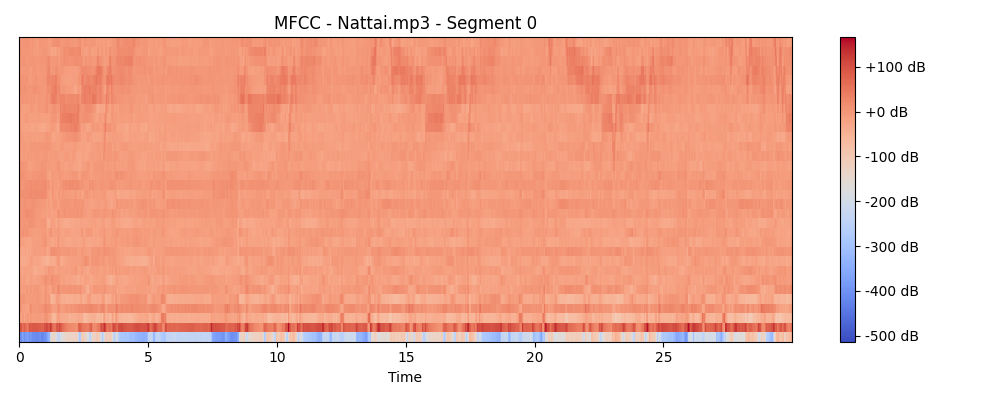 MFCC - Nattai.mp3 - Segment 0
+100 dB
+0 dB
-100 dB
-200 dB
-300 dB
-400 dB
-500 dB
0 5 10 15 20 25
Time